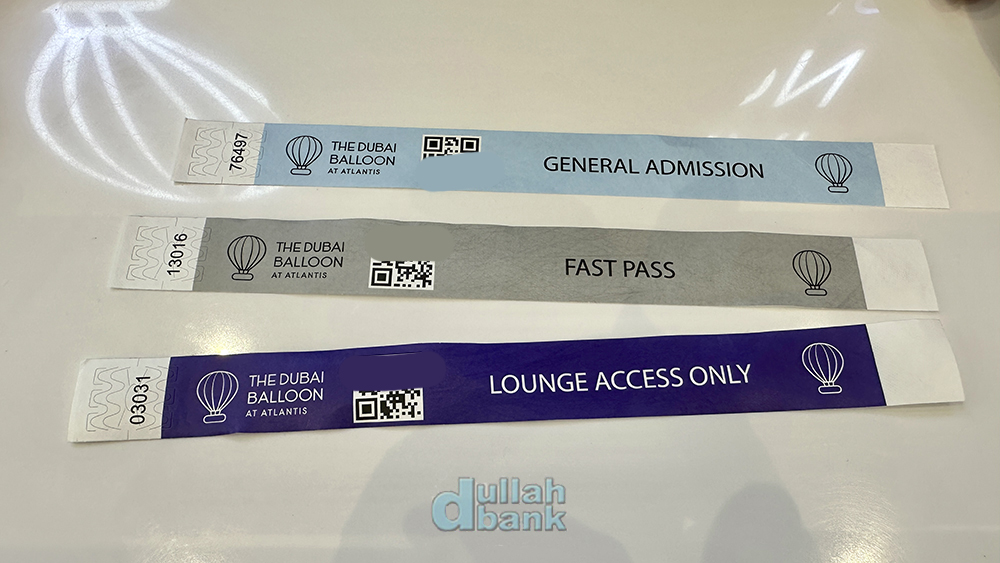 76497
THE DUBAI
BALLOON
AT ATLANTIS
GENERAL ADMISSION
13016
THE DUBAI
BALLOON
AT ATLANTIS
FAST PASS
03031
THE DUBAI
BALLOON
AT ATLANTIS
LOUNGE ACCESS ONLY
dullah
bank